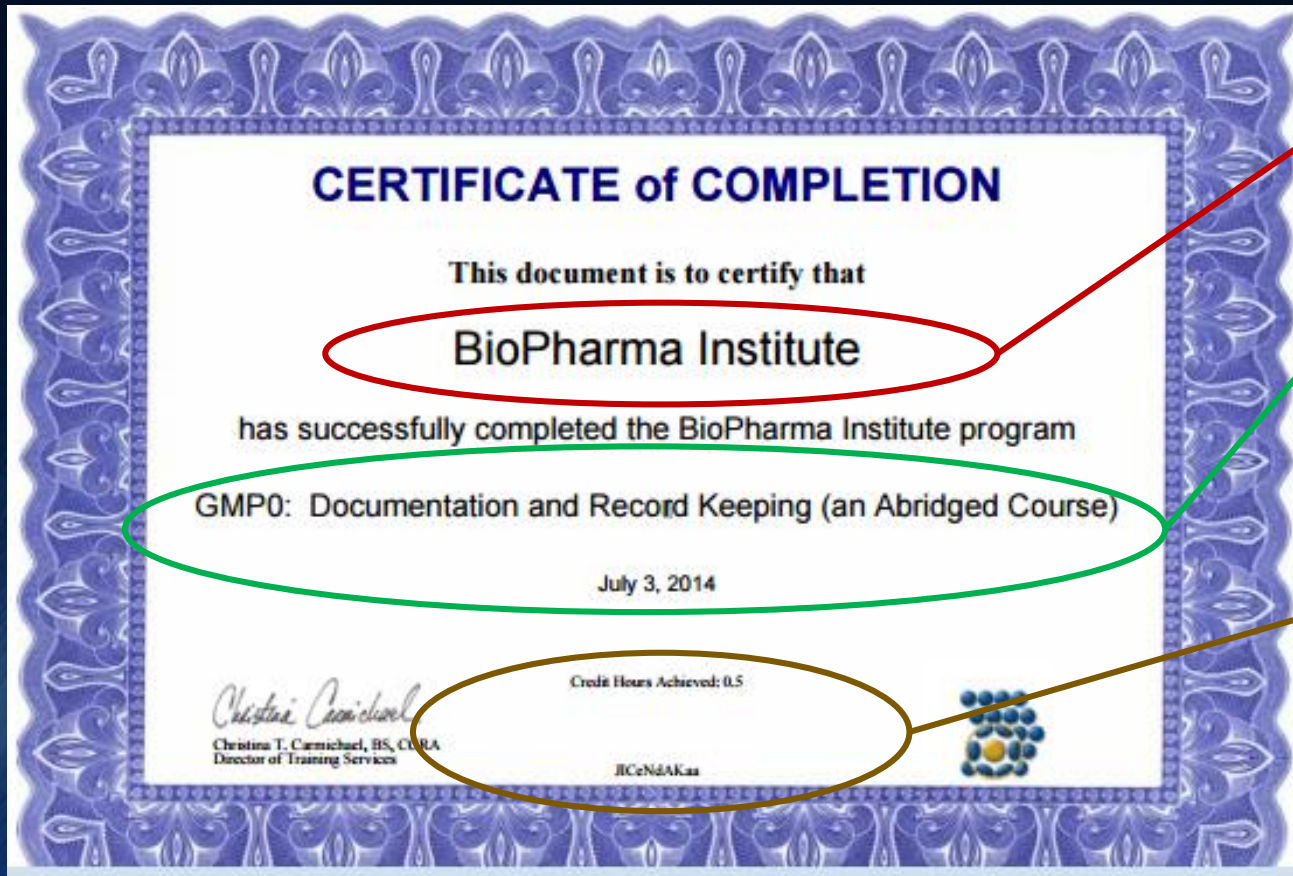 CERTIFICATE of COMPLETION
This document is to certify that
BioPharma Institute
has successfully completed the BioPharma Institute program
GMP0: Documentation and Record Keeping (an Abridged Course)
July 3, 2014
Credit Hours Achieved: 0.5
Christina Carmichael
Christina T. Carmichael, BS, CQRA
Director of Training Services